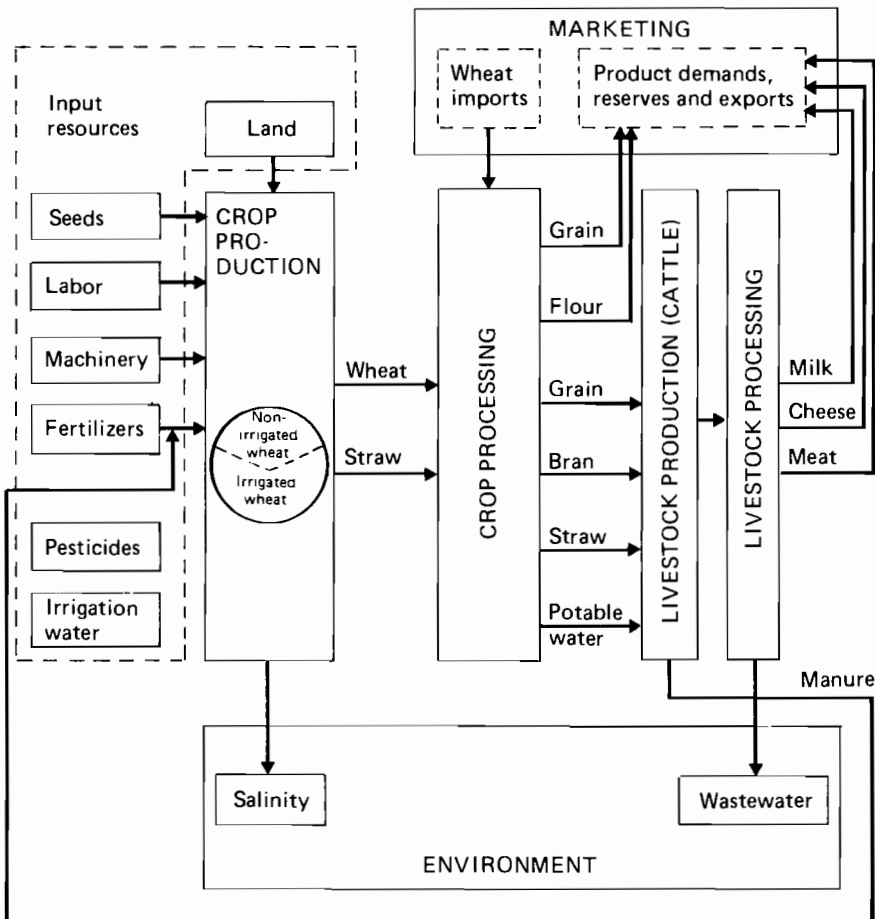 MARKETING
Wheat
imports
Product demands,
reserves and exports
Input
resources
Land
Seeds
Labor
Machinery
Fertilizers
Pesticides
Irrigation
water
CROP
PRO-
DUCTION
Non-
irrigated
wheat
Irrigated
wheat
Wheat
Straw
CROP PROCESSING
Grain
Flour
Grain
Bran
Straw
Potable
water
LIVESTOCK PRODUCTION (CATTLE)
LIVESTOCK PROCESSING
Milk
Cheese
Meat
Manure
Salinity
Wastewater
ENVIRONMENT